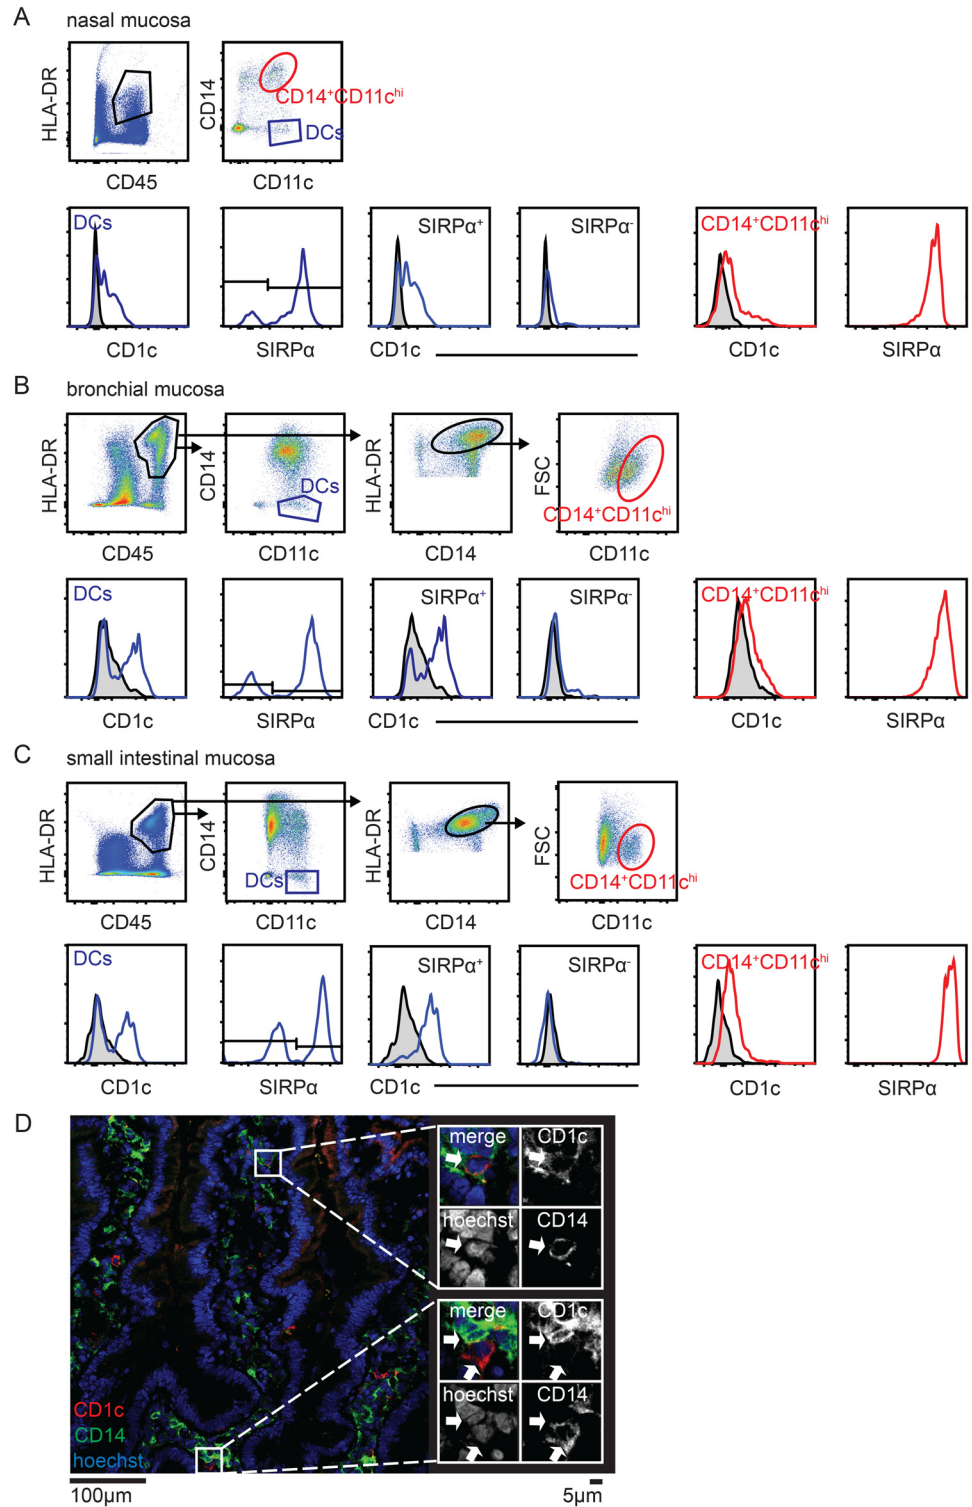 A nasal mucosa
HLA-DR
CD45
CD14
CD14⁺CD11cʰⁱ
DCs
CD11c
DCs
CD1c
SIRPα
SIRPα⁺
SIRPα⁻
CD1c
CD14⁺CD11cʰⁱ
CD1c
SIRPα
B bronchial mucosa
HLA-DR
CD45
CD14
DCs
CD11c
HLA-DR
CD14
FSC
CD14⁺CD11cʰⁱ
CD11c
DCs
CD1c
SIRPα
SIRPα⁺
SIRPα⁻
CD1c
CD14⁺CD11cʰⁱ
CD1c
SIRPα
C small intestinal mucosa
HLA-DR
CD45
CD14
DCs
CD11c
HLA-DR
CD14
FSC
CD14⁺CD11cʰⁱ
CD11c
DCs
CD1c
SIRPα
SIRPα⁺
SIRPα⁻
CD1c
CD14⁺CD11cʰⁱ
CD1c
SIRPα
D
merge CD1c
hoechst CD14
merge CD1c
hoechst CD14
CD1c
CD14
hoechst
100μm
5μm